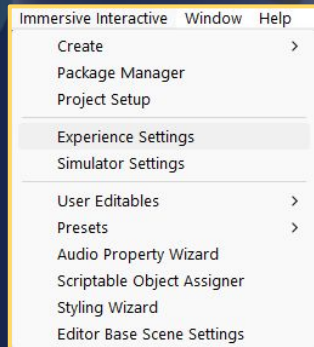 Immersive Interactive Window Help
Create >
Package Manager
Project Setup
Experience Settings
Simulator Settings
User Editables >
Presets >
Audio Property Wizard
Scriptable Object Assigner
Styling Wizard
Editor Base Scene Settings